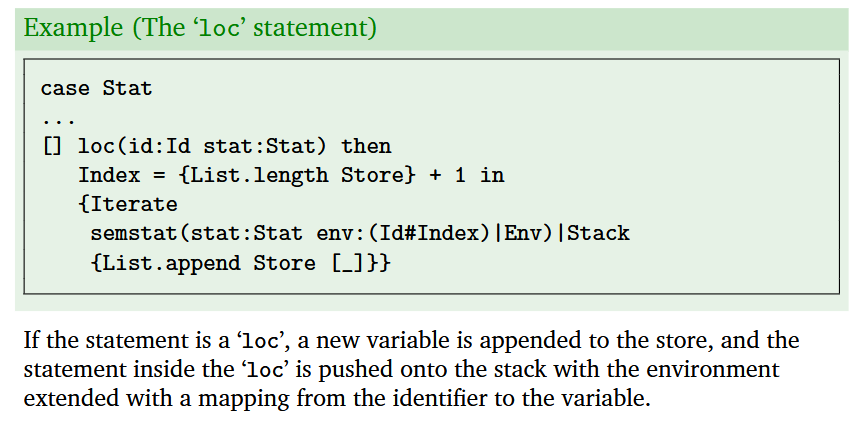 Example (The ‘loc’ statement)
case Stat
...
[] loc(id:Id stat:Stat) then
Index = {List.length Store} + 1 in
{Iterate
semstat(stat:Stat env:(Id#Index)|Env)|Stack
{List.append Store [_]}}
If the statement is a ‘loc’, a new variable is appended to the store, and the
statement inside the ‘loc’ is pushed onto the stack with the environment
extended with a mapping from the identifier to the variable.